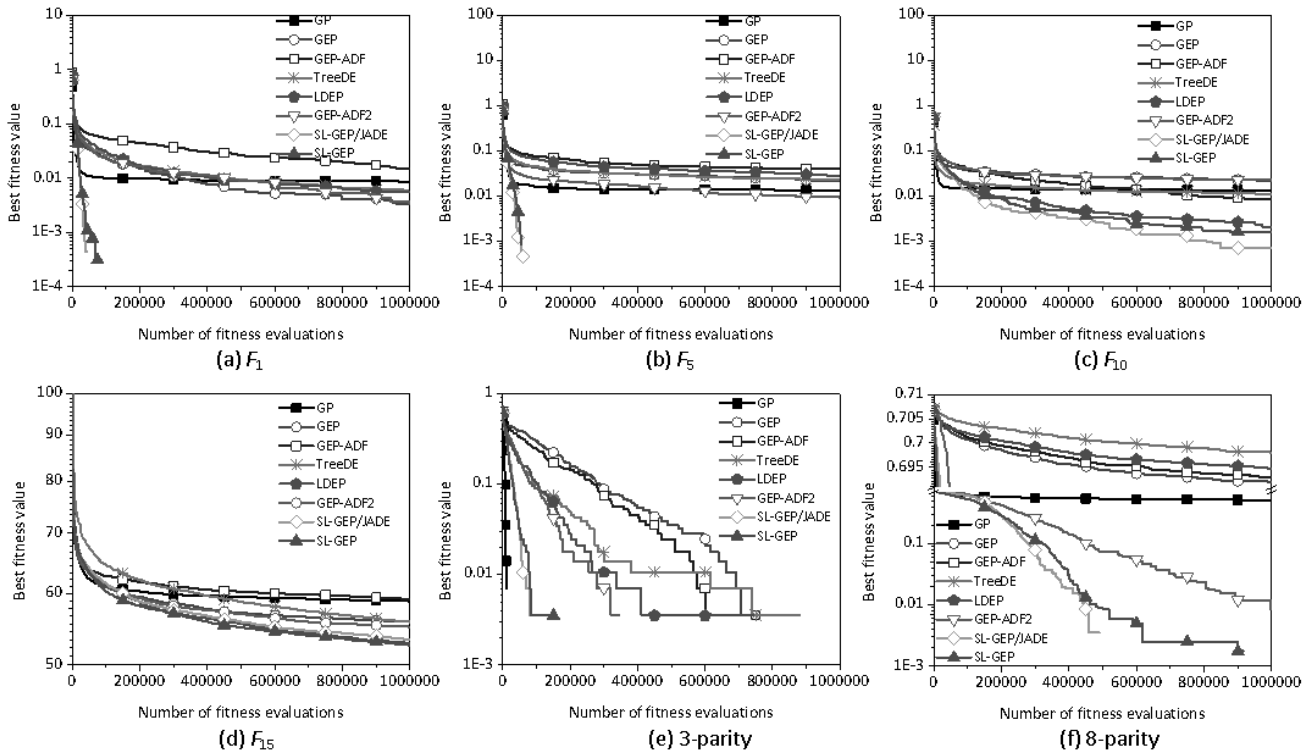 GP
GEP
GEP-ADF
TreeDE
LDEP
GEP-ADF2
SL-GEP/JADE
SL-GEP
10
1
0.1
0.01
1E-3
1E-4
Best fitness value
0 200000 400000 600000 800000 1000000
Number of fitness evaluations
(a) F1
GP
GEP
GEP-ADF
TreeDE
LDEP
GEP-ADF2
SL-GEP/JADE
SL-GEP
100
10
1
0.1
0.01
1E-3
1E-4
Best fitness value
0 200000 400000 600000 800000 1000000
Number of fitness evaluations
(b) F5
GP
GEP
GEP-ADF
TreeDE
LDEP
GEP-ADF2
SL-GEP/JADE
SL-GEP
100
10
1
0.1
0.01
1E-3
1E-4
Best fitness value
0 200000 400000 600000 800000 1000000
Number of fitness evaluations
(c) F10
GP
GEP
GEP-ADF
TreeDE
LDEP
GEP-ADF2
SL-GEP/JADE
SL-GEP
100
90
80
70
60
50
Best fitness value
0 200000 400000 600000 800000 1000000
Number of fitness evaluations
(d) F15
GP
GEP
GEP-ADF
TreeDE
LDEP
GEP-ADF2
SL-GEP/JADE
SL-GEP
1
0.1
0.01
1E-3
Best fitness value
0 200000 400000 600000 800000 1000000
Number of fitness evaluations
(e) 3-parity
0.71
0.705
0.7
0.695
0.1
0.01
1E-3
Best fitness value
GP
GEP
GEP-ADF
TreeDE
LDEP
GEP-ADF2
SL-GEP/JADE
SL-GEP
0 200000 400000 600000 800000 1000000
Number of fitness evaluations
(f) 8-parity